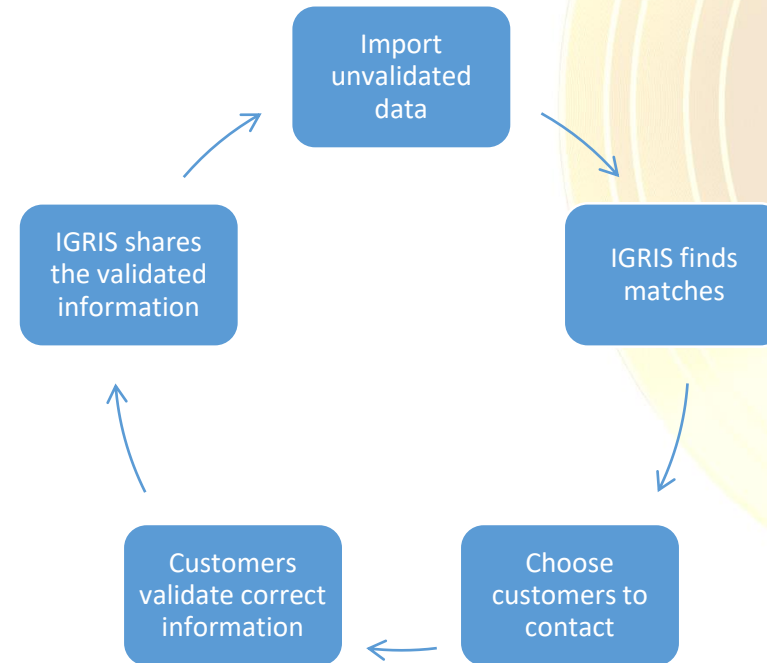 Import
unvalidated
data
IGRIS finds
matches
Choose
customers to
contact
Customers
validate correct
information
IGRIS shares
the validated
information